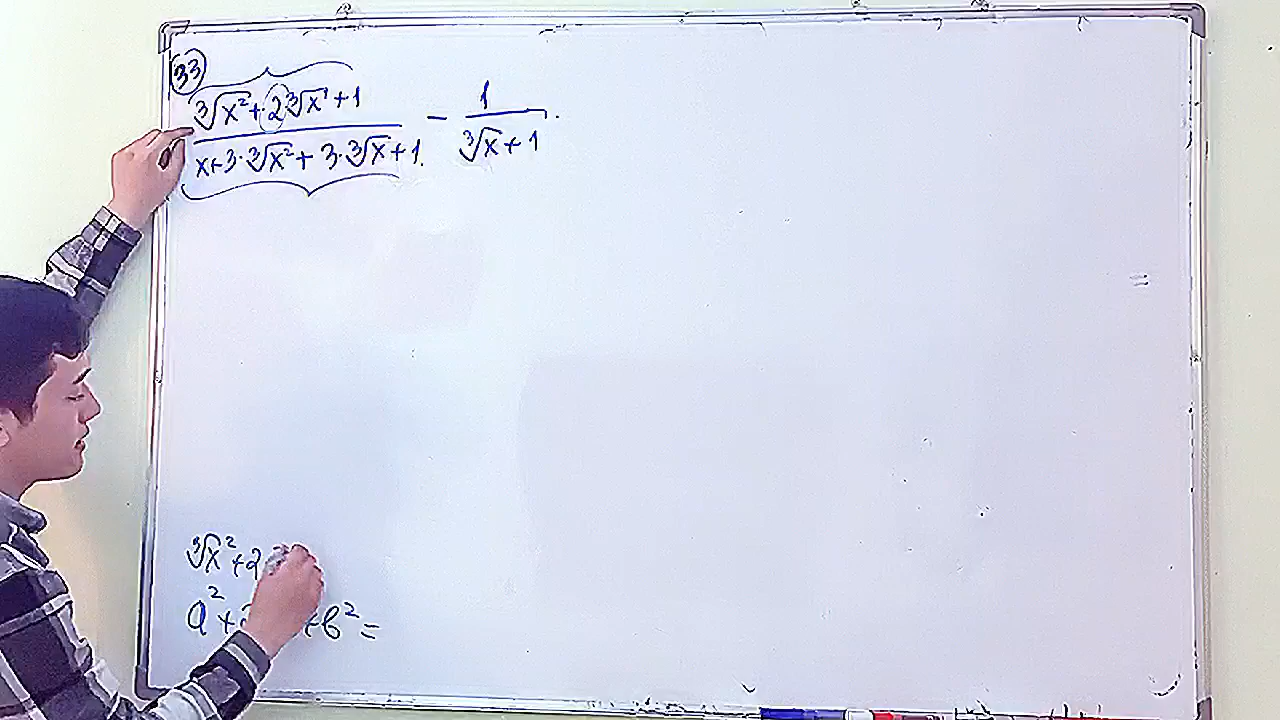 33
∛x² + 2∛x + 1
x+3·∛x² + 3·∛x + 1
− 1
∛x + 1
∛x² + 2
a² + + b² =